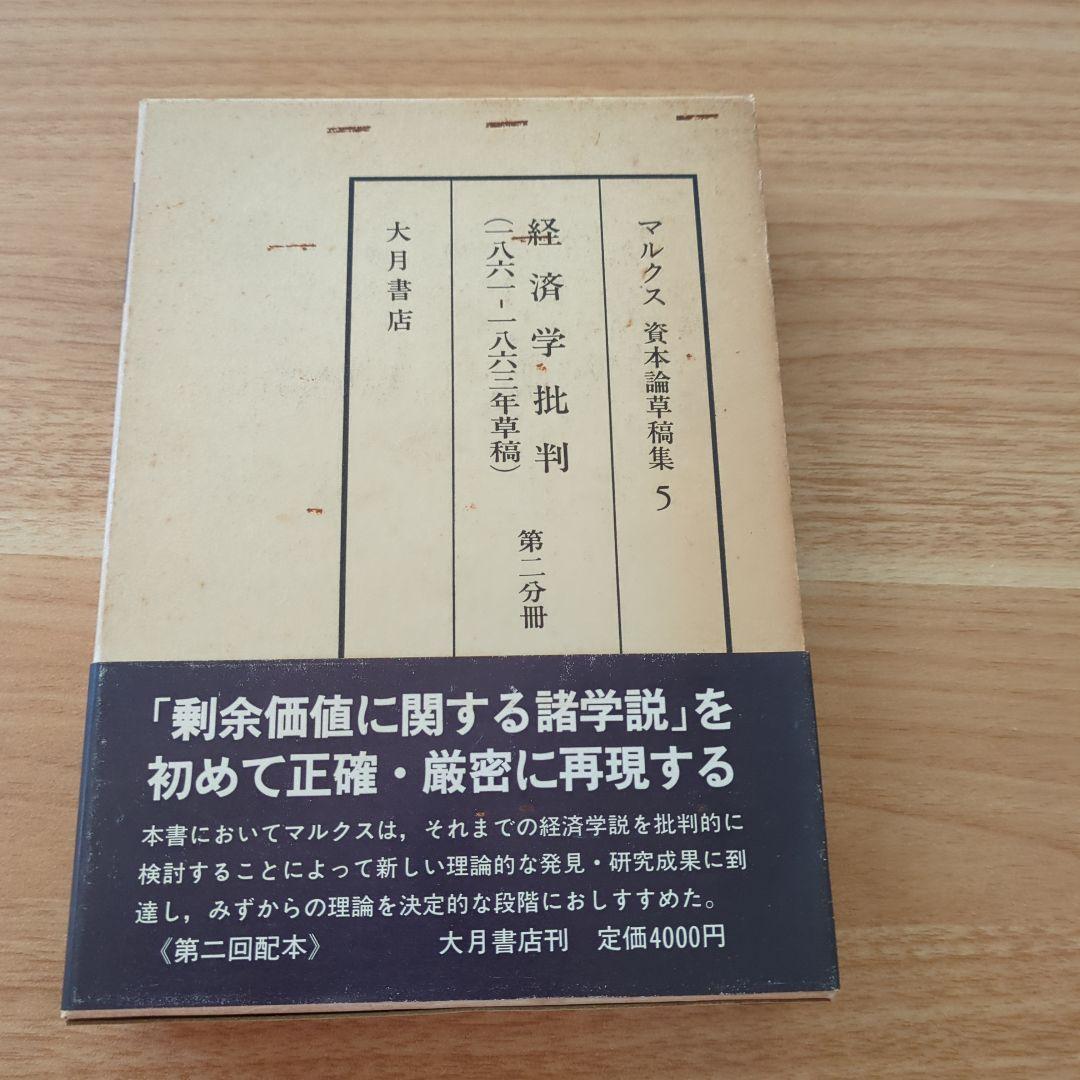 マルクス 資本論草稿集 5
経済学批判
(一八六一-一八六三年草稿)
第二分冊
大月書店
「剰余価値に関する諸学説」を
初めて正確・厳密に再現する
本書においてマルクスは,それまでの経済学説を批判的に
検討することによって新しい理論的な発見・研究成果に到
達し,みずからの理論を決定的な段階におしすすめた。
《第二回配本》 大月書店刊 定価4000円